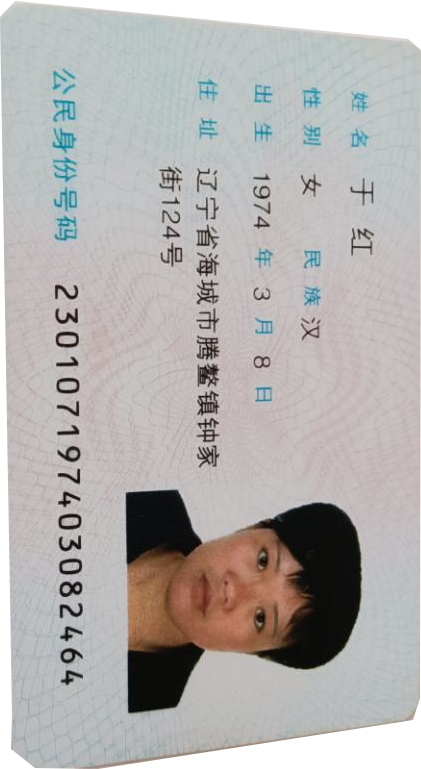 姓名 于红
性别 女 民族 汉
出生 1974 年 3 月 8 日
住址 辽宁省海城市腾鳌镇钟家
街124号
公民身份号码 230107197403082464